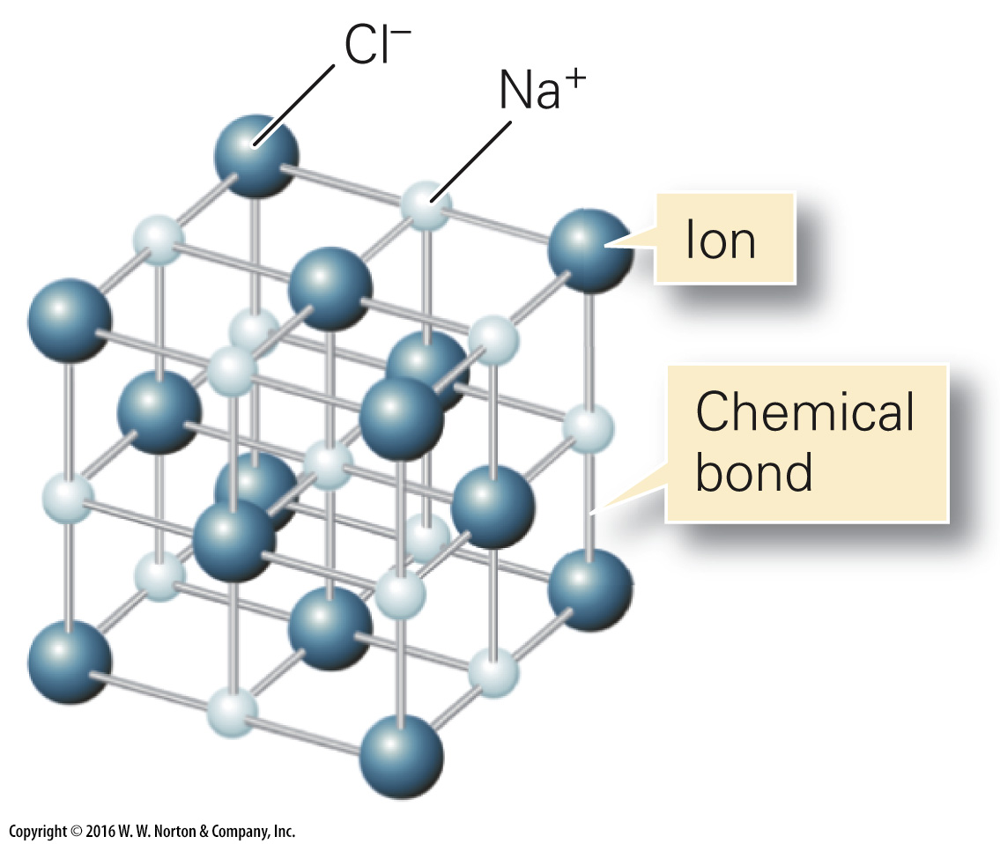 Cl⁻
Na⁺
Ion
Chemical
bond
Copyright © 2016 W. W. Norton & Company, Inc.